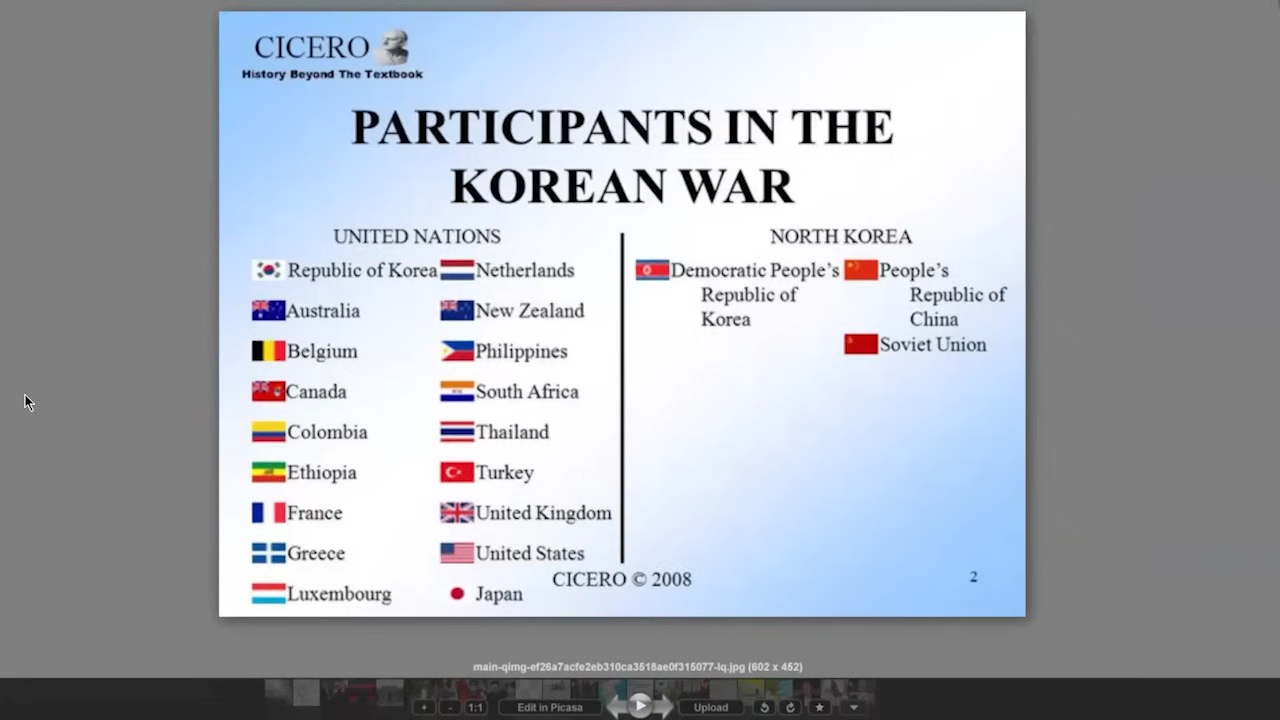 CICERO
History Beyond The Textbook
PARTICIPANTS IN THE
KOREAN WAR
UNITED NATIONS
Republic of Korea
Australia
Belgium
Canada
Colombia
Ethiopia
France
Greece
Luxembourg
Netherlands
New Zealand
Philippines
South Africa
Thailand
Turkey
United Kingdom
United States
Japan
NORTH KOREA
Democratic People's
Republic of
Korea
People's
Republic of
China
Soviet Union
CICERO © 2008
2
main-qimg-ef26a7acfe2eb310ca3518ae0f315077-lq.jpg (602 x 452)
+
-
1:1
Edit in Picasa
Upload